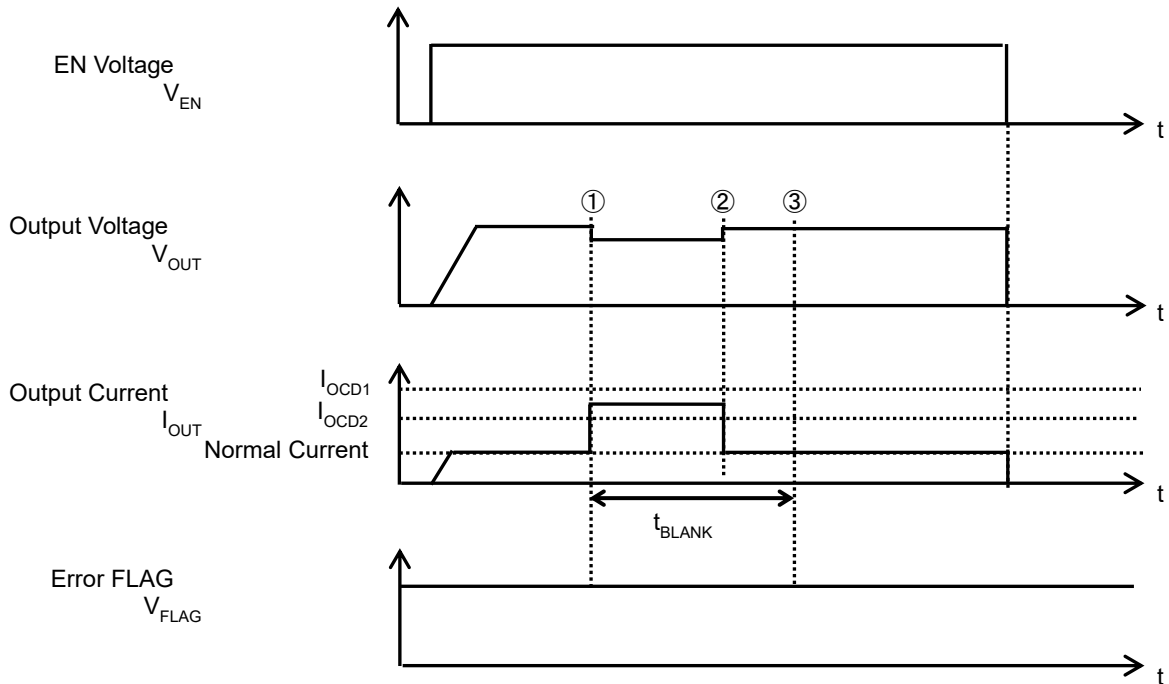 EN Voltage
V_EN
t
① ② ③
Output Voltage
V_OUT
t
I_OCD1
Output Current
I_OCD2
I_OUT
Normal Current
t
t_BLANK
Error FLAG
V_FLAG
t